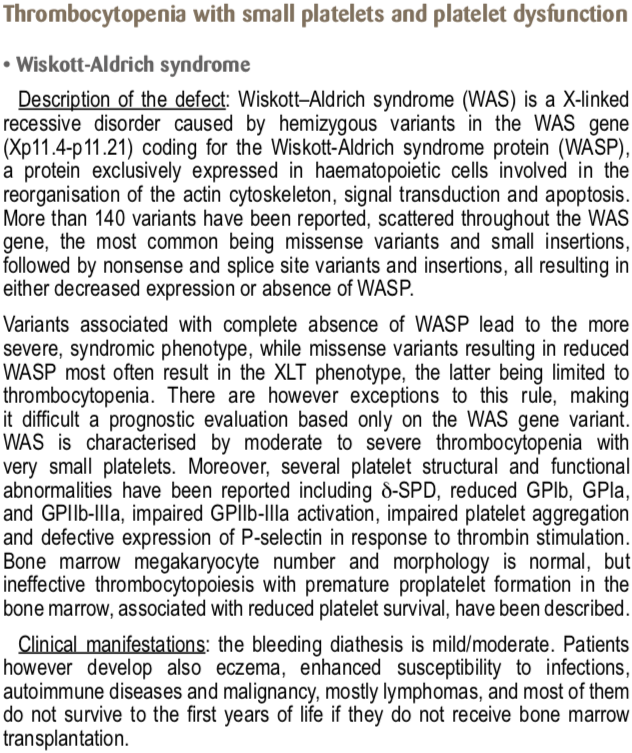 Thrombocytopenia with small platelets and platelet dysfunction
• Wiskott-Aldrich syndrome
Description of the defect: Wiskott–Aldrich syndrome (WAS) is a X-linked
recessive disorder caused by hemizygous variants in the WAS gene
(Xp11.4-p11.21) coding for the Wiskott-Aldrich syndrome protein (WASP),
a protein exclusively expressed in haematopoietic cells involved in the
reorganisation of the actin cytoskeleton, signal transduction and apoptosis.
More than 140 variants have been reported, scattered throughout the WAS
gene, the most common being missense variants and small insertions,
followed by nonsense and splice site variants and insertions, all resulting in
either decreased expression or absence of WASP.
Variants associated with complete absence of WASP lead to the more
severe, syndromic phenotype, while missense variants resulting in reduced
WASP most often result in the XLT phenotype, the latter being limited to
thrombocytopenia. There are however exceptions to this rule, making
it difficult a prognostic evaluation based only on the WAS gene variant.
WAS is characterised by moderate to severe thrombocytopenia with
very small platelets. Moreover, several platelet structural and functional
abnormalities have been reported including δ-SPD, reduced GPIb, GPIa,
and GPIIb-IIIa, impaired GPIIb-IIIa activation, impaired platelet aggregation
and defective expression of P-selectin in response to thrombin stimulation.
Bone marrow megakaryocyte number and morphology is normal, but
ineffective thrombocytopoiesis with premature proplatelet formation in the
bone marrow, associated with reduced platelet survival, have been described.
Clinical manifestations: the bleeding diathesis is mild/moderate. Patients
however develop also eczema, enhanced susceptibility to infections,
autoimmune diseases and malignancy, mostly lymphomas, and most of them
do not survive to the first years of life if they do not receive bone marrow
transplantation.